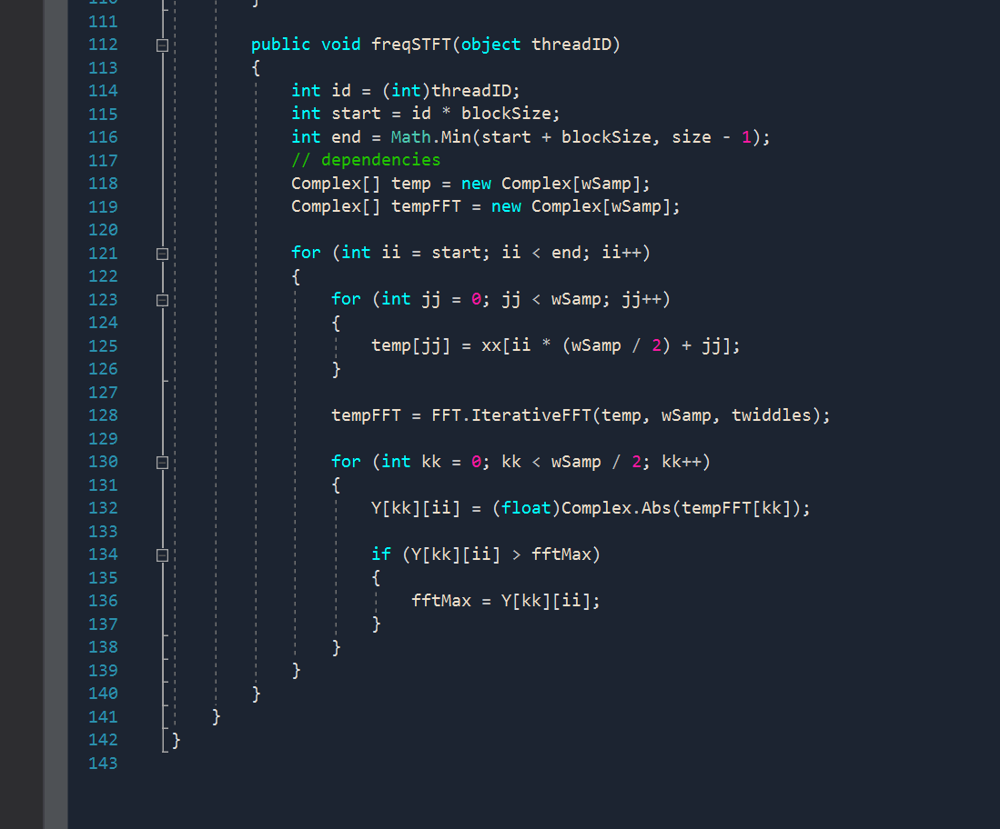 110 }
111
112 public void freqSTFT(object threadID)
113 {
114 int id = (int)threadID;
115 int start = id * blockSize;
116 int end = Math.Min(start + blockSize, size - 1);
117 // dependencies
118 Complex[] temp = new Complex[wSamp];
119 Complex[] tempFFT = new Complex[wSamp];
120
121 for (int ii = start; ii < end; ii++)
122 {
123 for (int jj = 0; jj < wSamp; jj++)
124 {
125 temp[jj] = xx[ii * (wSamp / 2) + jj];
126 }
127
128 tempFFT = FFT.IterativeFFT(temp, wSamp, twiddles);
129
130 for (int kk = 0; kk < wSamp / 2; kk++)
131 {
132 Y[kk][ii] = (float)Complex.Abs(tempFFT[kk]);
133
134 if (Y[kk][ii] > fftMax)
135 {
136 fftMax = Y[kk][ii];
137 }
138 }
139 }
140 }
141 }
142 }
143